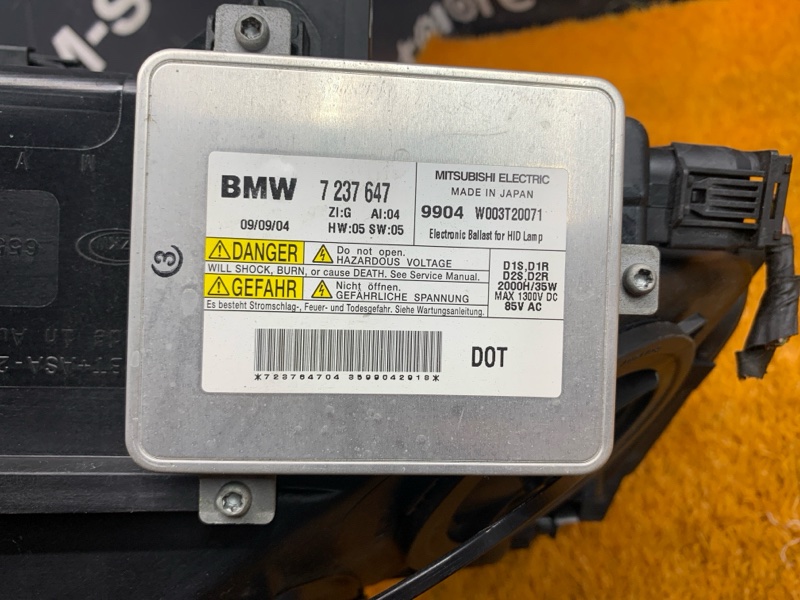 BMW 7 237 647
ZI:G AI:04
09/09/04 HW:05 SW:05
MITSUBISHI ELECTRIC
MADE IN JAPAN
9904 W003T20071
Electronic Ballast for HID Lamp
DANGER Do not open.
HAZARDOUS VOLTAGE
WILL SHOCK, BURN, or cause DEATH. See Service Manual.
GEFAHR Nicht öffnen.
GEFÄHRLICHE SPANNUNG
Es besteht Stromschlag-, Feuer- und Todesgefahr. Siehe Wartungsanleitung.
D1S,D1R
D2S,D2R
2000H/35W
MAX 1300V DC
85V AC
*723764704 3599042918*
DOT
3